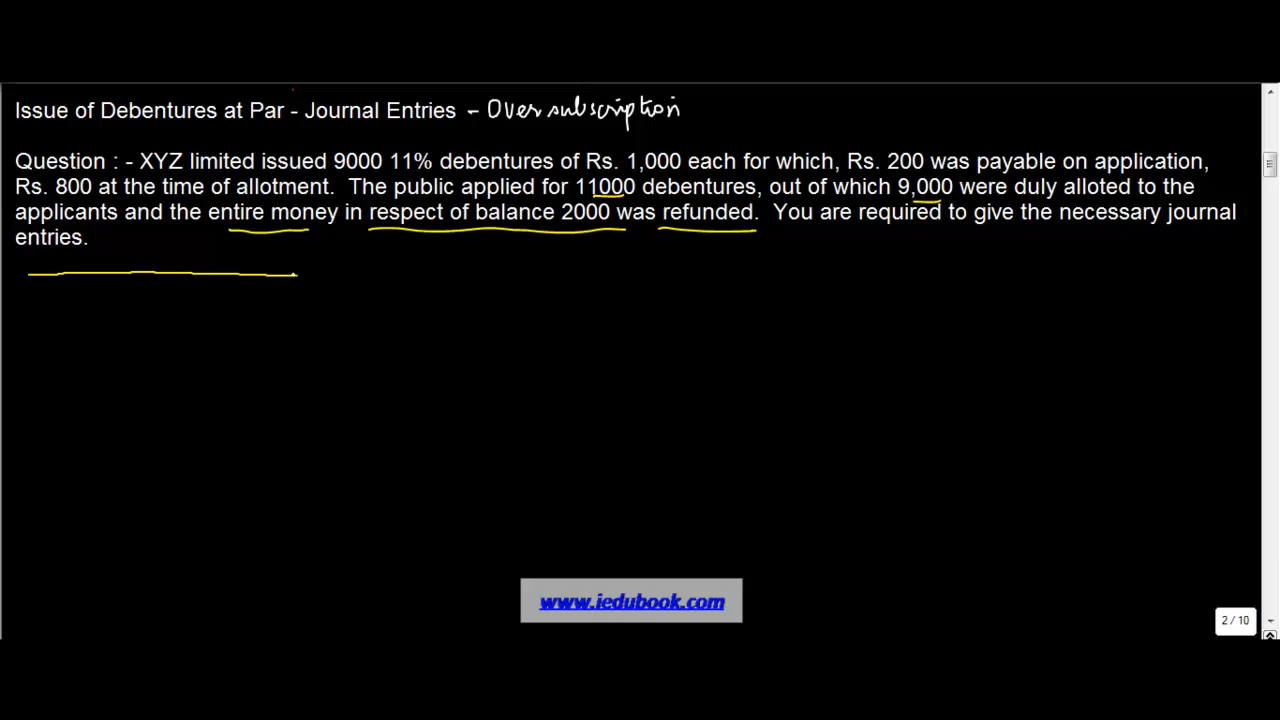 Issue of Debentures at Par - Journal Entries - Over subscription
Question : - XYZ limited issued 9000 11% debentures of Rs. 1,000 each for which, Rs. 200 was payable on application,
Rs. 800 at the time of allotment.  The public applied for 11000 debentures, out of which 9,000 were duly alloted to the
applicants and the entire money in respect of balance 2000 was refunded.  You are required to give the necessary journal
entries.
www.iedubook.com
2 / 10